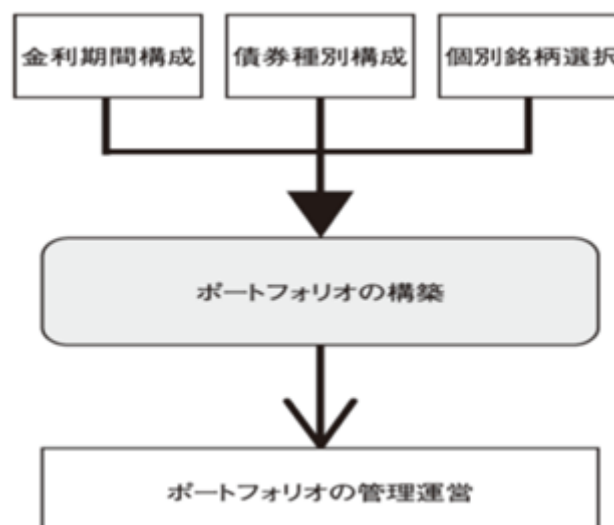 金利期間構成
債券種別構成
個別銘柄選択
ポートフォリオの構築
ポートフォリオの管理運営